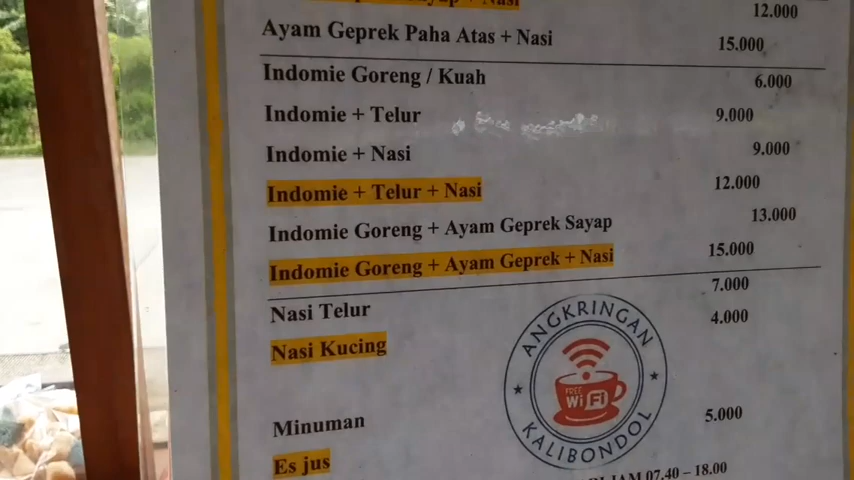 Sayap + Nasi 12.000
Ayam Geprek Paha Atas + Nasi 15.000
Indomie Goreng / Kuah 6.000
Indomie + Telur 9.000
Indomie + Nasi 9.000
Indomie + Telur + Nasi 12.000
Indomie Goreng + Ayam Geprek Sayap 13.000
Indomie Goreng + Ayam Geprek + Nasi 15.000
Nasi Telur 7.000
Nasi Kucing 4.000
ANGKRINGAN
FREE
WiFi
KALIBONDOL
Minuman 5.000
Es jus
JAM 07.40 – 18.00